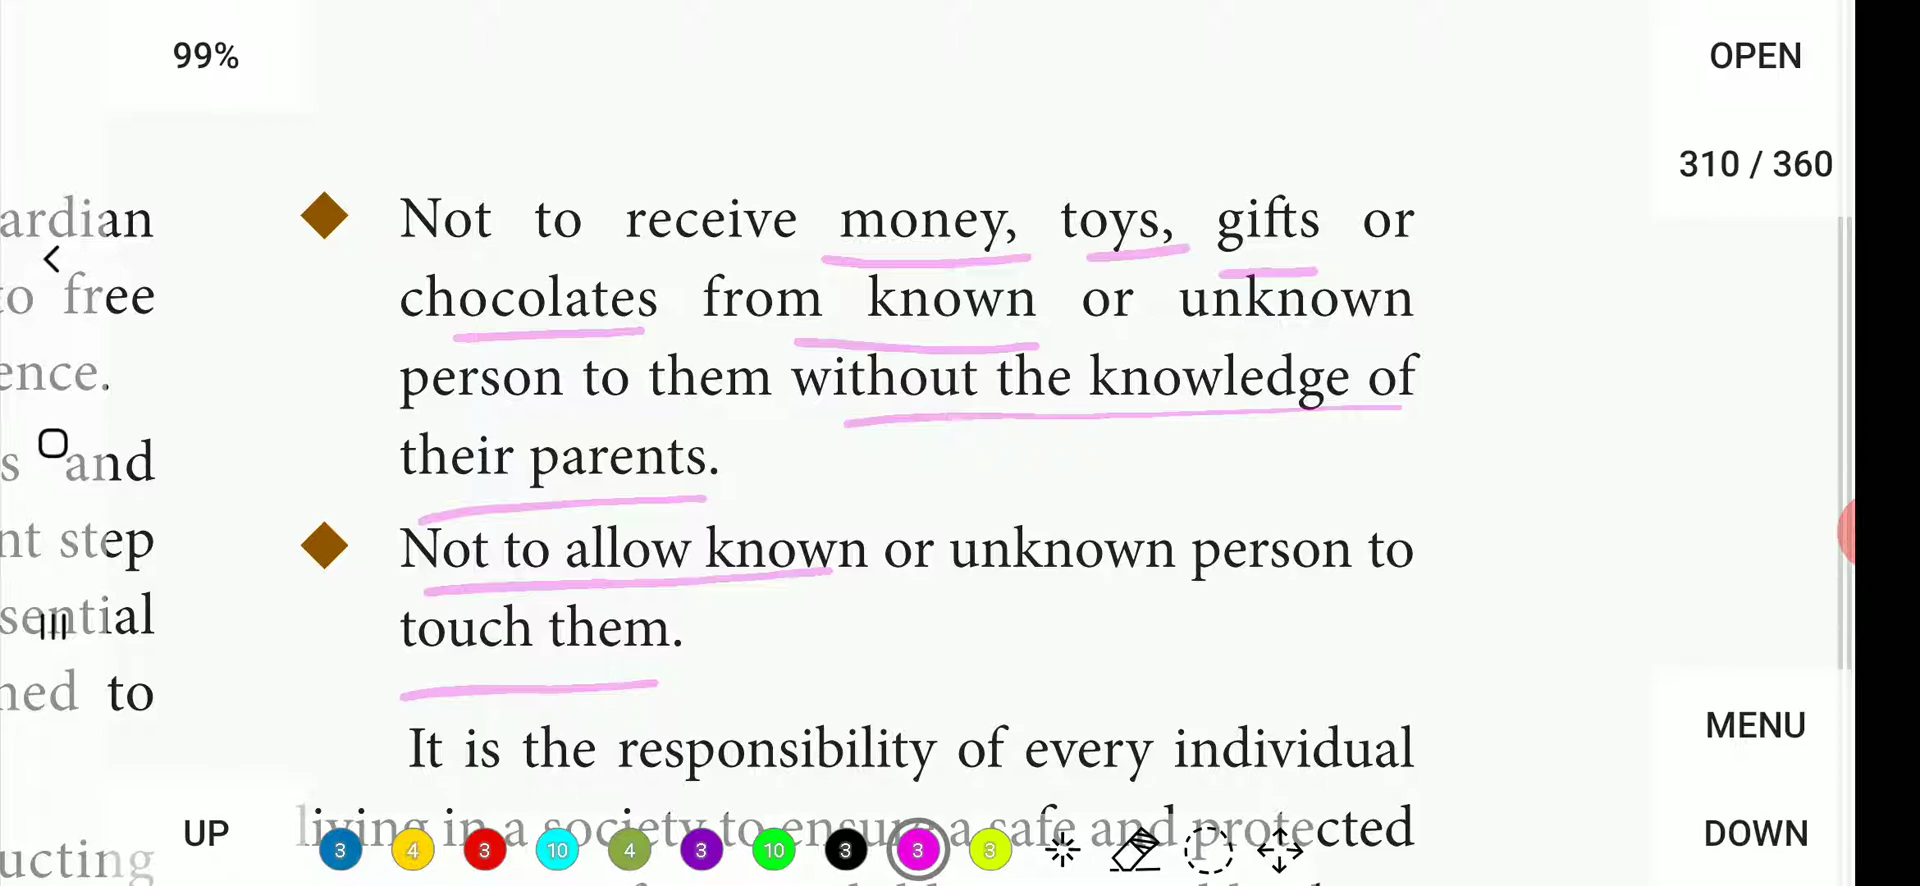 99%
OPEN
310 / 360
ardian
to free
ence.
s and
nt step
sential
ned to
ucting
Not to receive money, toys, gifts or
chocolates from known or unknown
person to them without the knowledge of
their parents.
Not to allow known or unknown person to
touch them.
It is the responsibility of every individual
living in a society to ensure a safe and protected
MENU
UP
3 4 3 10 4 3 10 3 3 3
DOWN